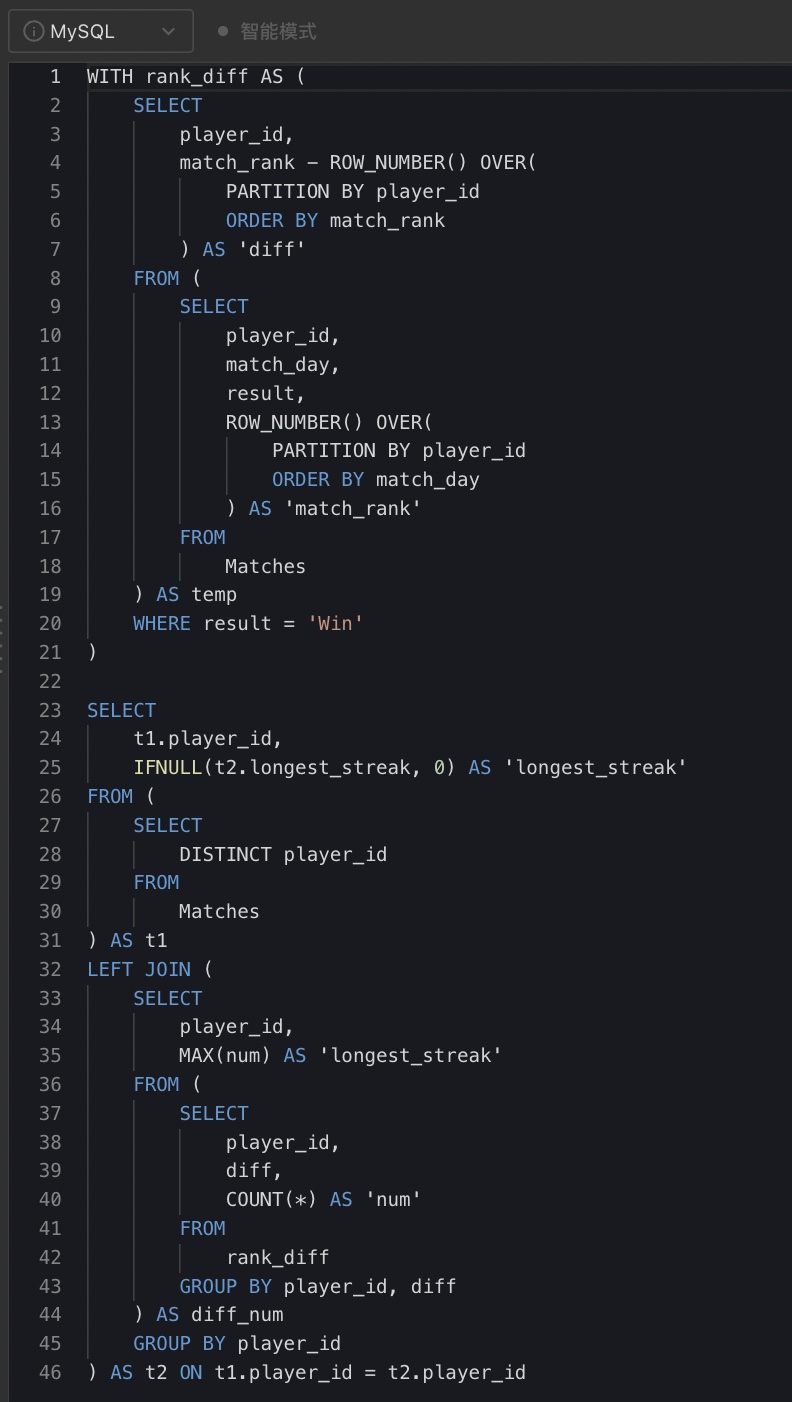 MySQL
智能模式
1 WITH rank_diff AS (
2     SELECT
3         player_id,
4         match_rank - ROW_NUMBER() OVER(
5             PARTITION BY player_id
6             ORDER BY match_rank
7         ) AS 'diff'
8     FROM (
9         SELECT
10             player_id,
11             match_day,
12             result,
13             ROW_NUMBER() OVER(
14                 PARTITION BY player_id
15                 ORDER BY match_day
16             ) AS 'match_rank'
17         FROM
18             Matches
19     ) AS temp
20     WHERE result = 'Win'
21 )
22
23 SELECT
24     t1.player_id,
25     IFNULL(t2.longest_streak, 0) AS 'longest_streak'
26 FROM (
27     SELECT
28         DISTINCT player_id
29     FROM
30         Matches
31 ) AS t1
32 LEFT JOIN (
33     SELECT
34         player_id,
35         MAX(num) AS 'longest_streak'
36     FROM (
37         SELECT
38             player_id,
39             diff,
40             COUNT(*) AS 'num'
41         FROM
42             rank_diff
43         GROUP BY player_id, diff
44     ) AS diff_num
45     GROUP BY player_id
46 ) AS t2 ON t1.player_id = t2.player_id